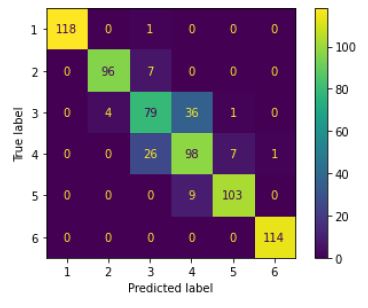 1 118 0 1 0 0 0
2 0 96 7 0 0 0
3 0 4 79 36 1 0
4 0 0 26 98 7 1
5 0 0 0 9 103 0
6 0 0 0 0 0 114
1 2 3 4 5 6
Predicted label
True label
100
80
60
40
20
0